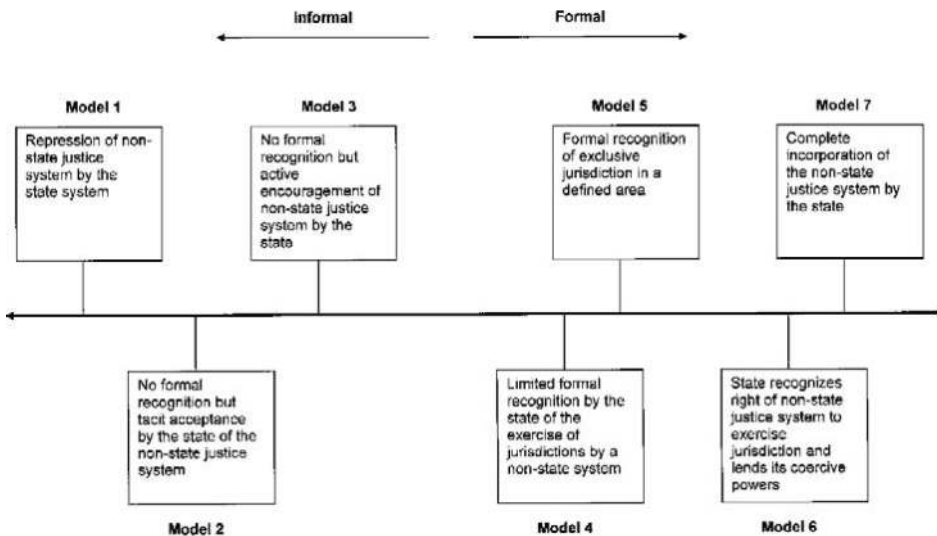 Informal
Formal
Model 1
Model 3
Model 5
Model 7
Repression of non-
state justice
system by the
state system
No formal
recognition but
active
encouragement of
non-state justice
system by the
state
Formal recognition
of exclusive
jurisdiction in a
defined area
Complete
incorporation of the
non-state justice
system by the
state
No formal
recognition but
tacit acceptance
by the state of the
non-state justice
system
Limited formal
recognition by the
state of the
exercise of
jurisdictions by a
non-state system
State recognizes
right of non-state
justice system to
exercise
jurisdiction and
lends its coercive
powers
Model 2
Model 4
Model 6